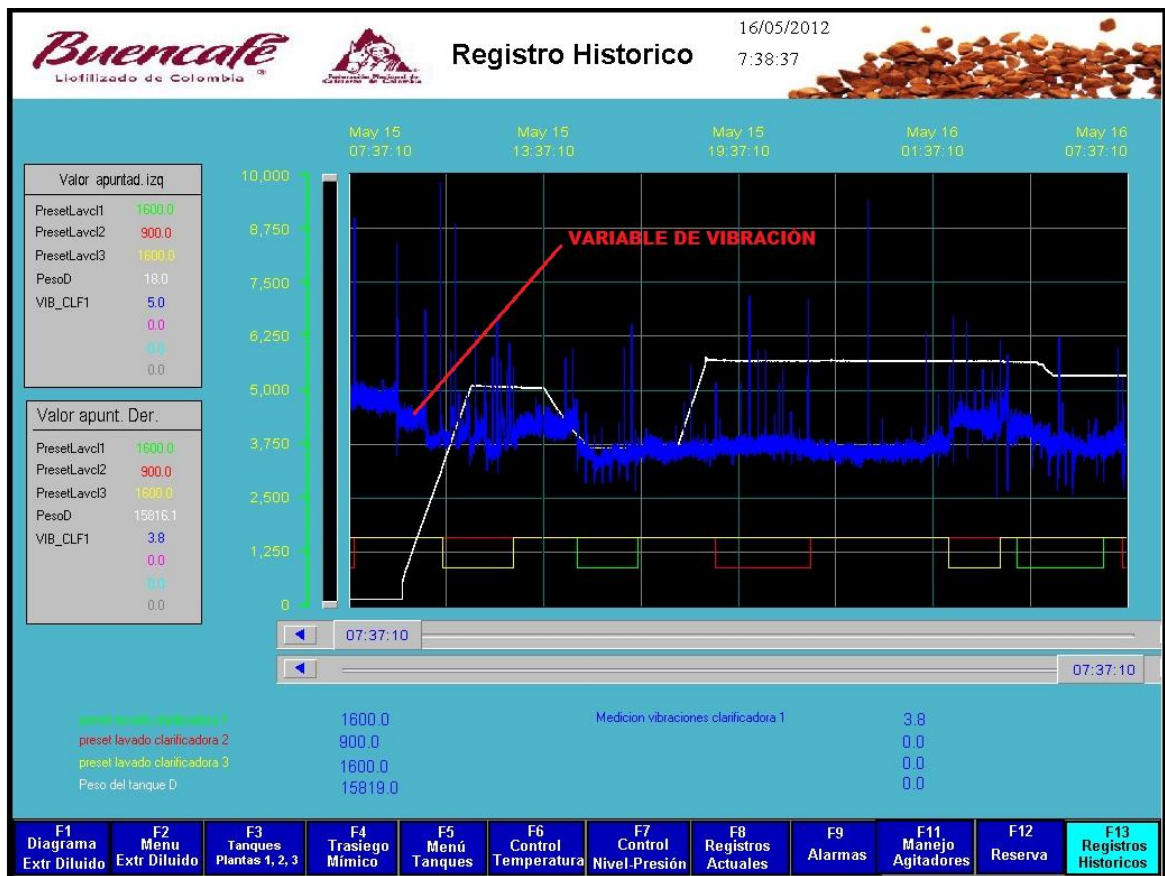 Buencafé
Liofilizado de Colombia ®
Federación Nacional de
Cafeteros de Colombia
Registro Historico
16/05/2012
7:38:37
May 15
07:37:10
May 15
13:37:10
May 15
19:37:10
May 16
01:37:10
May 16
07:37:10
Valor apuntad. izq
PresetLavcl1 1600.0
PresetLavcl2 900.0
PresetLavcl3 1600.0
PesoD 18.0
VIB_CLF1 5.0
0.0
0.0
0.0
Valor apunt. Der.
PresetLavcl1 1600.0
PresetLavcl2 900.0
PresetLavcl3 1600.0
PesoD 15816.1
VIB_CLF1 3.8
0.0
0.0
0.0
10,000
8,750
7,500
6,250
5,000
3,750
2,500
1,250
0
VARIABLE DE VIBRACIÓN
07:37:10
07:37:10
preset lavado clarificadora 1 1600.0
preset lavado clarificadora 2 900.0
preset lavado clarificadora 3 1600.0
Peso del tanque D 15819.0
Medicion vibraciones clarificadora 1 3.8
0.0
0.0
0.0
F1
Diagrama
Extr Diluido
F2
Menu
Extr Diluido
F3
Tanques
Plantas 1, 2, 3
F4
Trasiego
Mímico
F5
Menú
Tanques
F6
Control
Temperatura
F7
Control
Nivel-Presión
F8
Registros
Actuales
F9
Alarmas
F11
Manejo
Agitadores
F12
Reserva
F13
Registros
Historicos